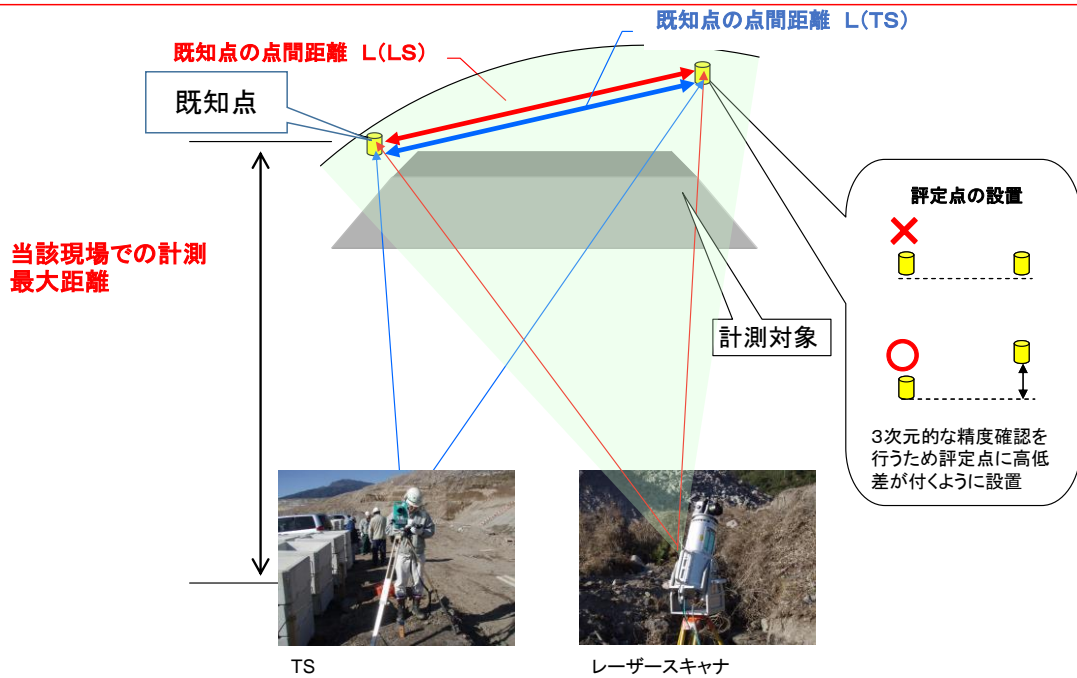 既知点の点間距離 L(TS)
既知点の点間距離 L(LS)
既知点
当該現場での計測
最大距離
計測対象
評定点の設置
3次元的な精度確認を
行うため評定点に高低
差が付くように設置
TS
レーザースキャナ